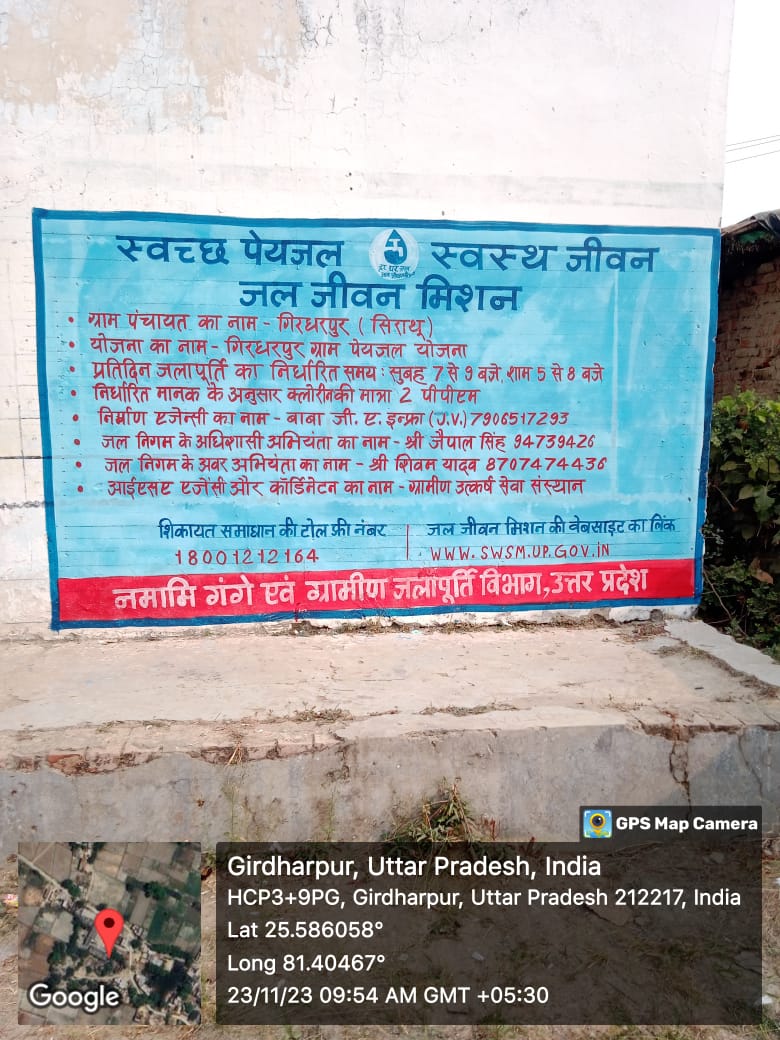 स्वच्छ पेयजल स्वस्थ जीवन
हर घर जल
जल जीवन मिशन
• ग्राम पंचायत का नाम - गिरधरपुर ( सिराथू )
• योजना का नाम - गिरधरपुर ग्राम पेयजल योजना
• प्रतिदिन जलापूर्ति का निर्धारित समय : सुबह 7 से 9 बजे, शाम 5 से 8 बजे
• निर्धारित मानक के अनुसार क्लोरीनकी मात्रा 2 पीपीएम
• निर्माण एजेन्सी का नाम - बाबा जी. ए. इन्फ्रा (J.V.) 7906517293
• जल निगम के अधिशासी अभियंता का नाम - श्री जैपाल सिंह 94739426
• जल निगम के अवर अभियंता का नाम - श्री शिवम यादव 8707474436
• आईएसए एजेंसी और कॉर्डिनेटन का नाम - ग्रामीण उत्कर्ष सेवा संस्थान
शिकायत समाधान की टोल फ्री नंबर | जल जीवन मिशन की वेबसाइट का लिंक
18001212164 | WWW.SWSM.UP.GOV.IN
नमामि गंगे एवं ग्रामीण जलापूर्ति विभाग, उत्तर प्रदेश
GPS Map Camera
Girdharpur, Uttar Pradesh, India
HCP3+9PG, Girdharpur, Uttar Pradesh 212217, India
Lat 25.586058°
Long 81.40467°
23/11/23 09:54 AM GMT +05:30
Google